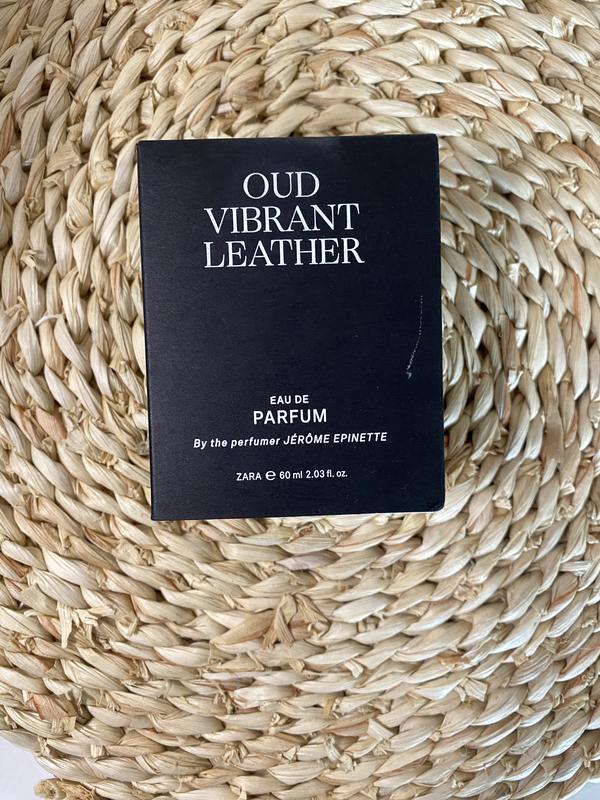 OUD
VIBRANT
LEATHER
EAU DE
PARFUM
By the perfumer JÉRÔME EPINETTE
ZARA ℮ 60 ml 2.03 fl. oz.